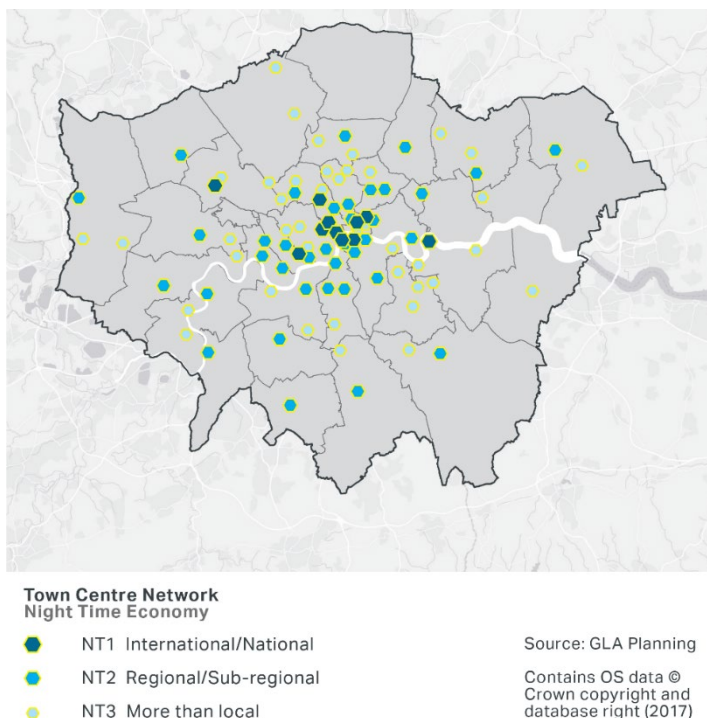 Town Centre Network
Night Time Economy
NT1 International/National
NT2 Regional/Sub-regional
NT3 More than local
Source: GLA Planning
Contains OS data ©
Crown copyright and
database right (2017)